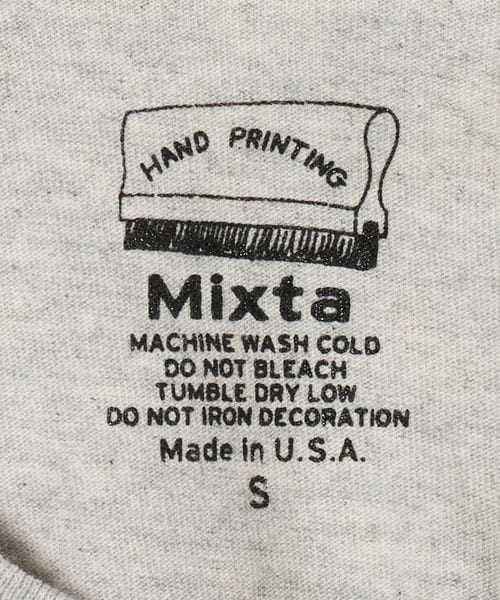 HAND PRINTING
Mixta
MACHINE WASH COLD
DO NOT BLEACH
TUMBLE DRY LOW
DO NOT IRON DECORATION
Made in U.S.A.
S